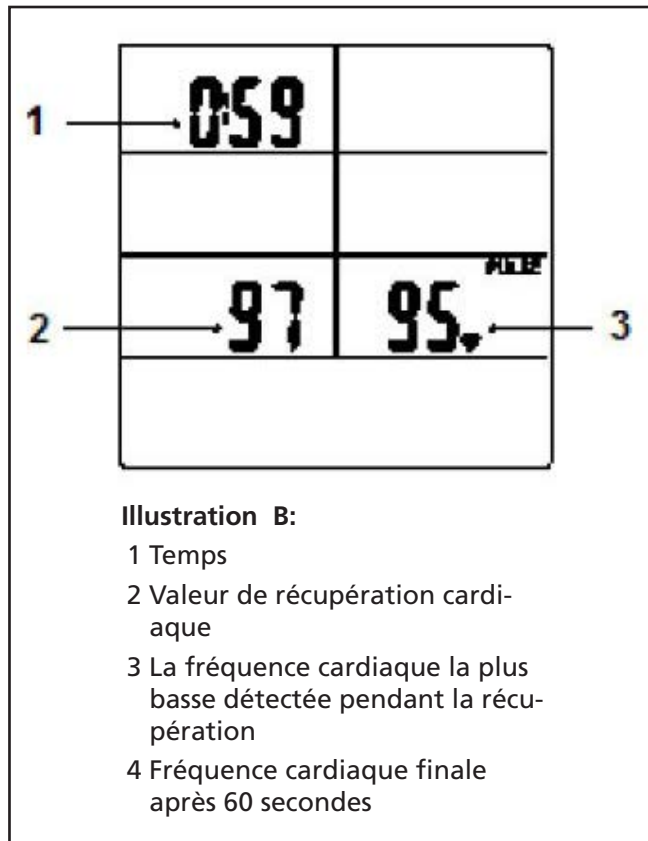 1
0:59
PULSE
2
97
95
3
Illustration B:
1 Temps
2 Valeur de récupération cardi-
aque
3 La fréquence cardiaque la plus
basse détectée pendant la récu-
pération
4 Fréquence cardiaque finale
après 60 secondes